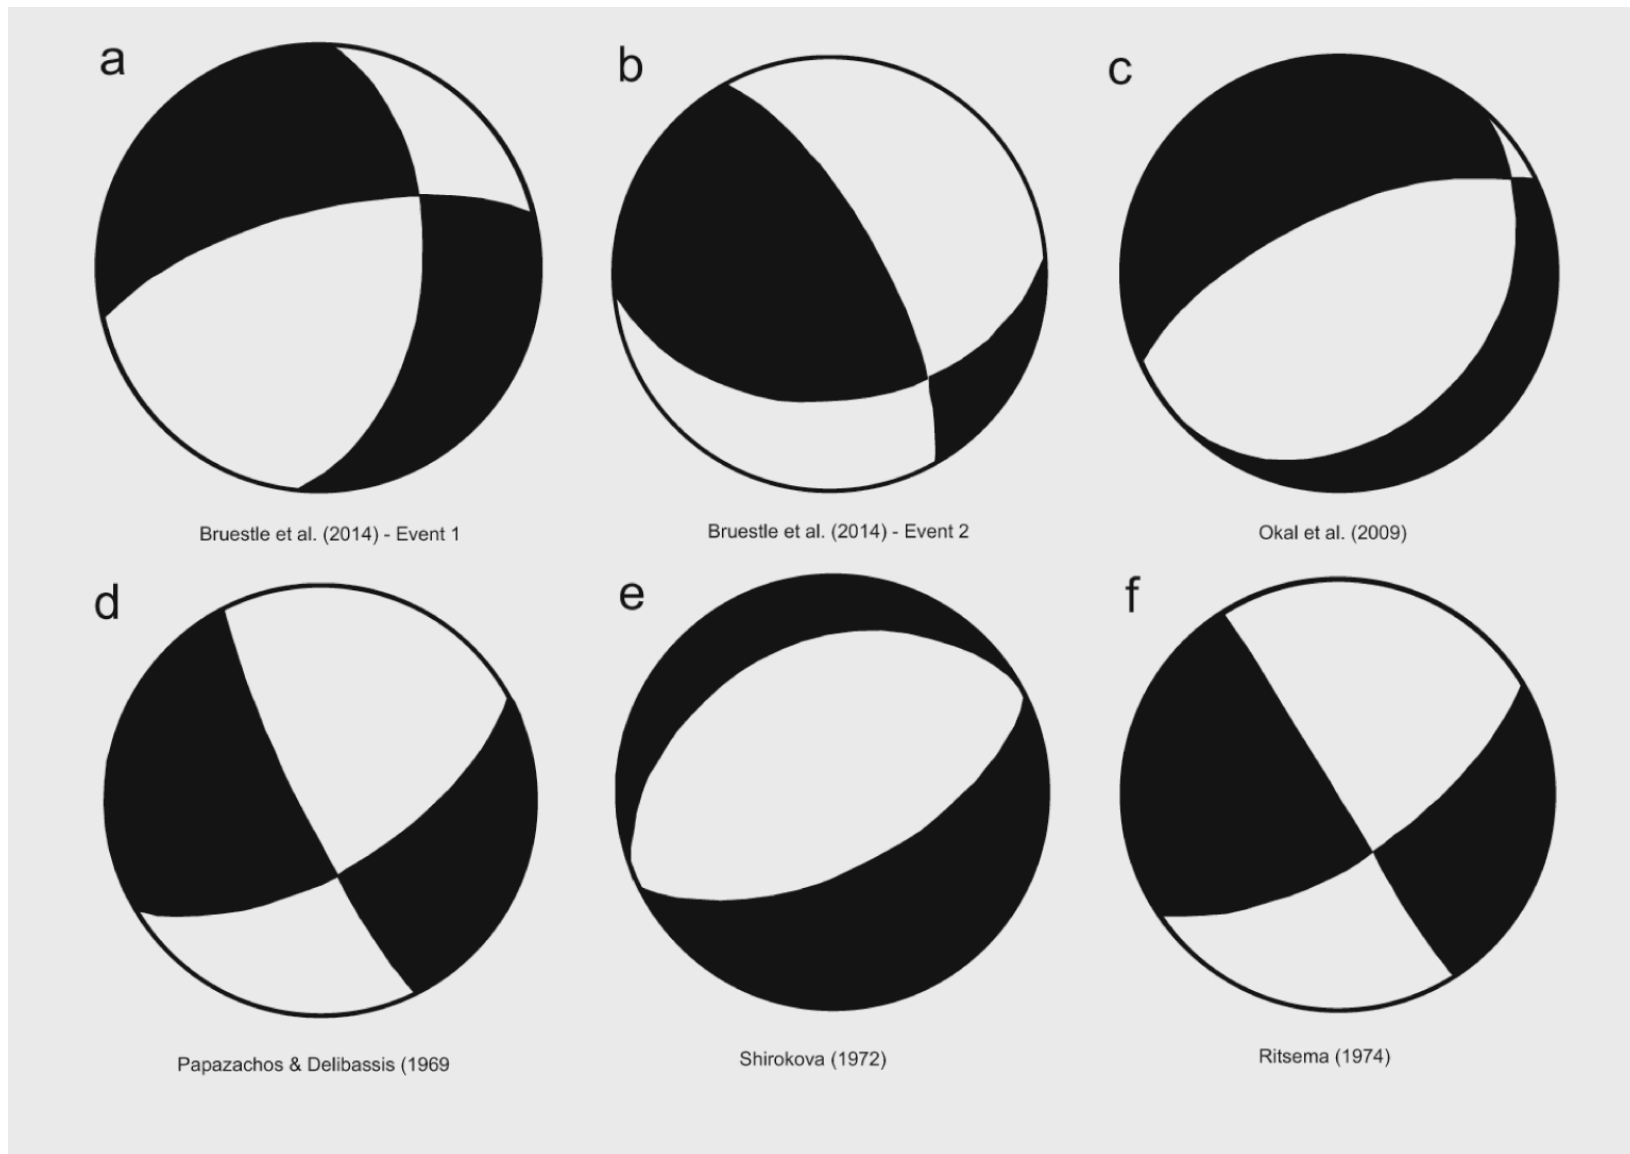 a
b
c
Bruestle et al. (2014) - Event 1
Bruestle et al. (2014) - Event 2
Okal et al. (2009)
d
e
f
Papazachos & Delibassis (1969
Shirokova (1972)
Ritsema (1974)